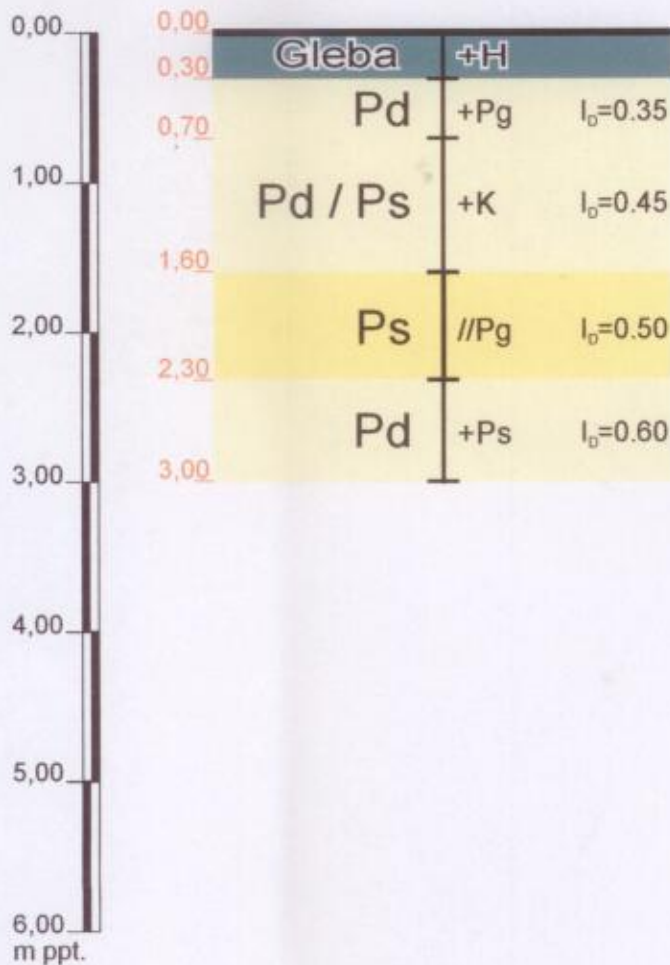 0,00
0,00
Gleba +H
0,30
Pd +Pg I_D=0.35
0,70
1,00
Pd / Ps +K I_D=0.45
1,60
2,00
Ps //Pg I_D=0.50
2,30
Pd +Ps I_D=0.60
3,00
3,00
4,00
5,00
6,00
m ppt.